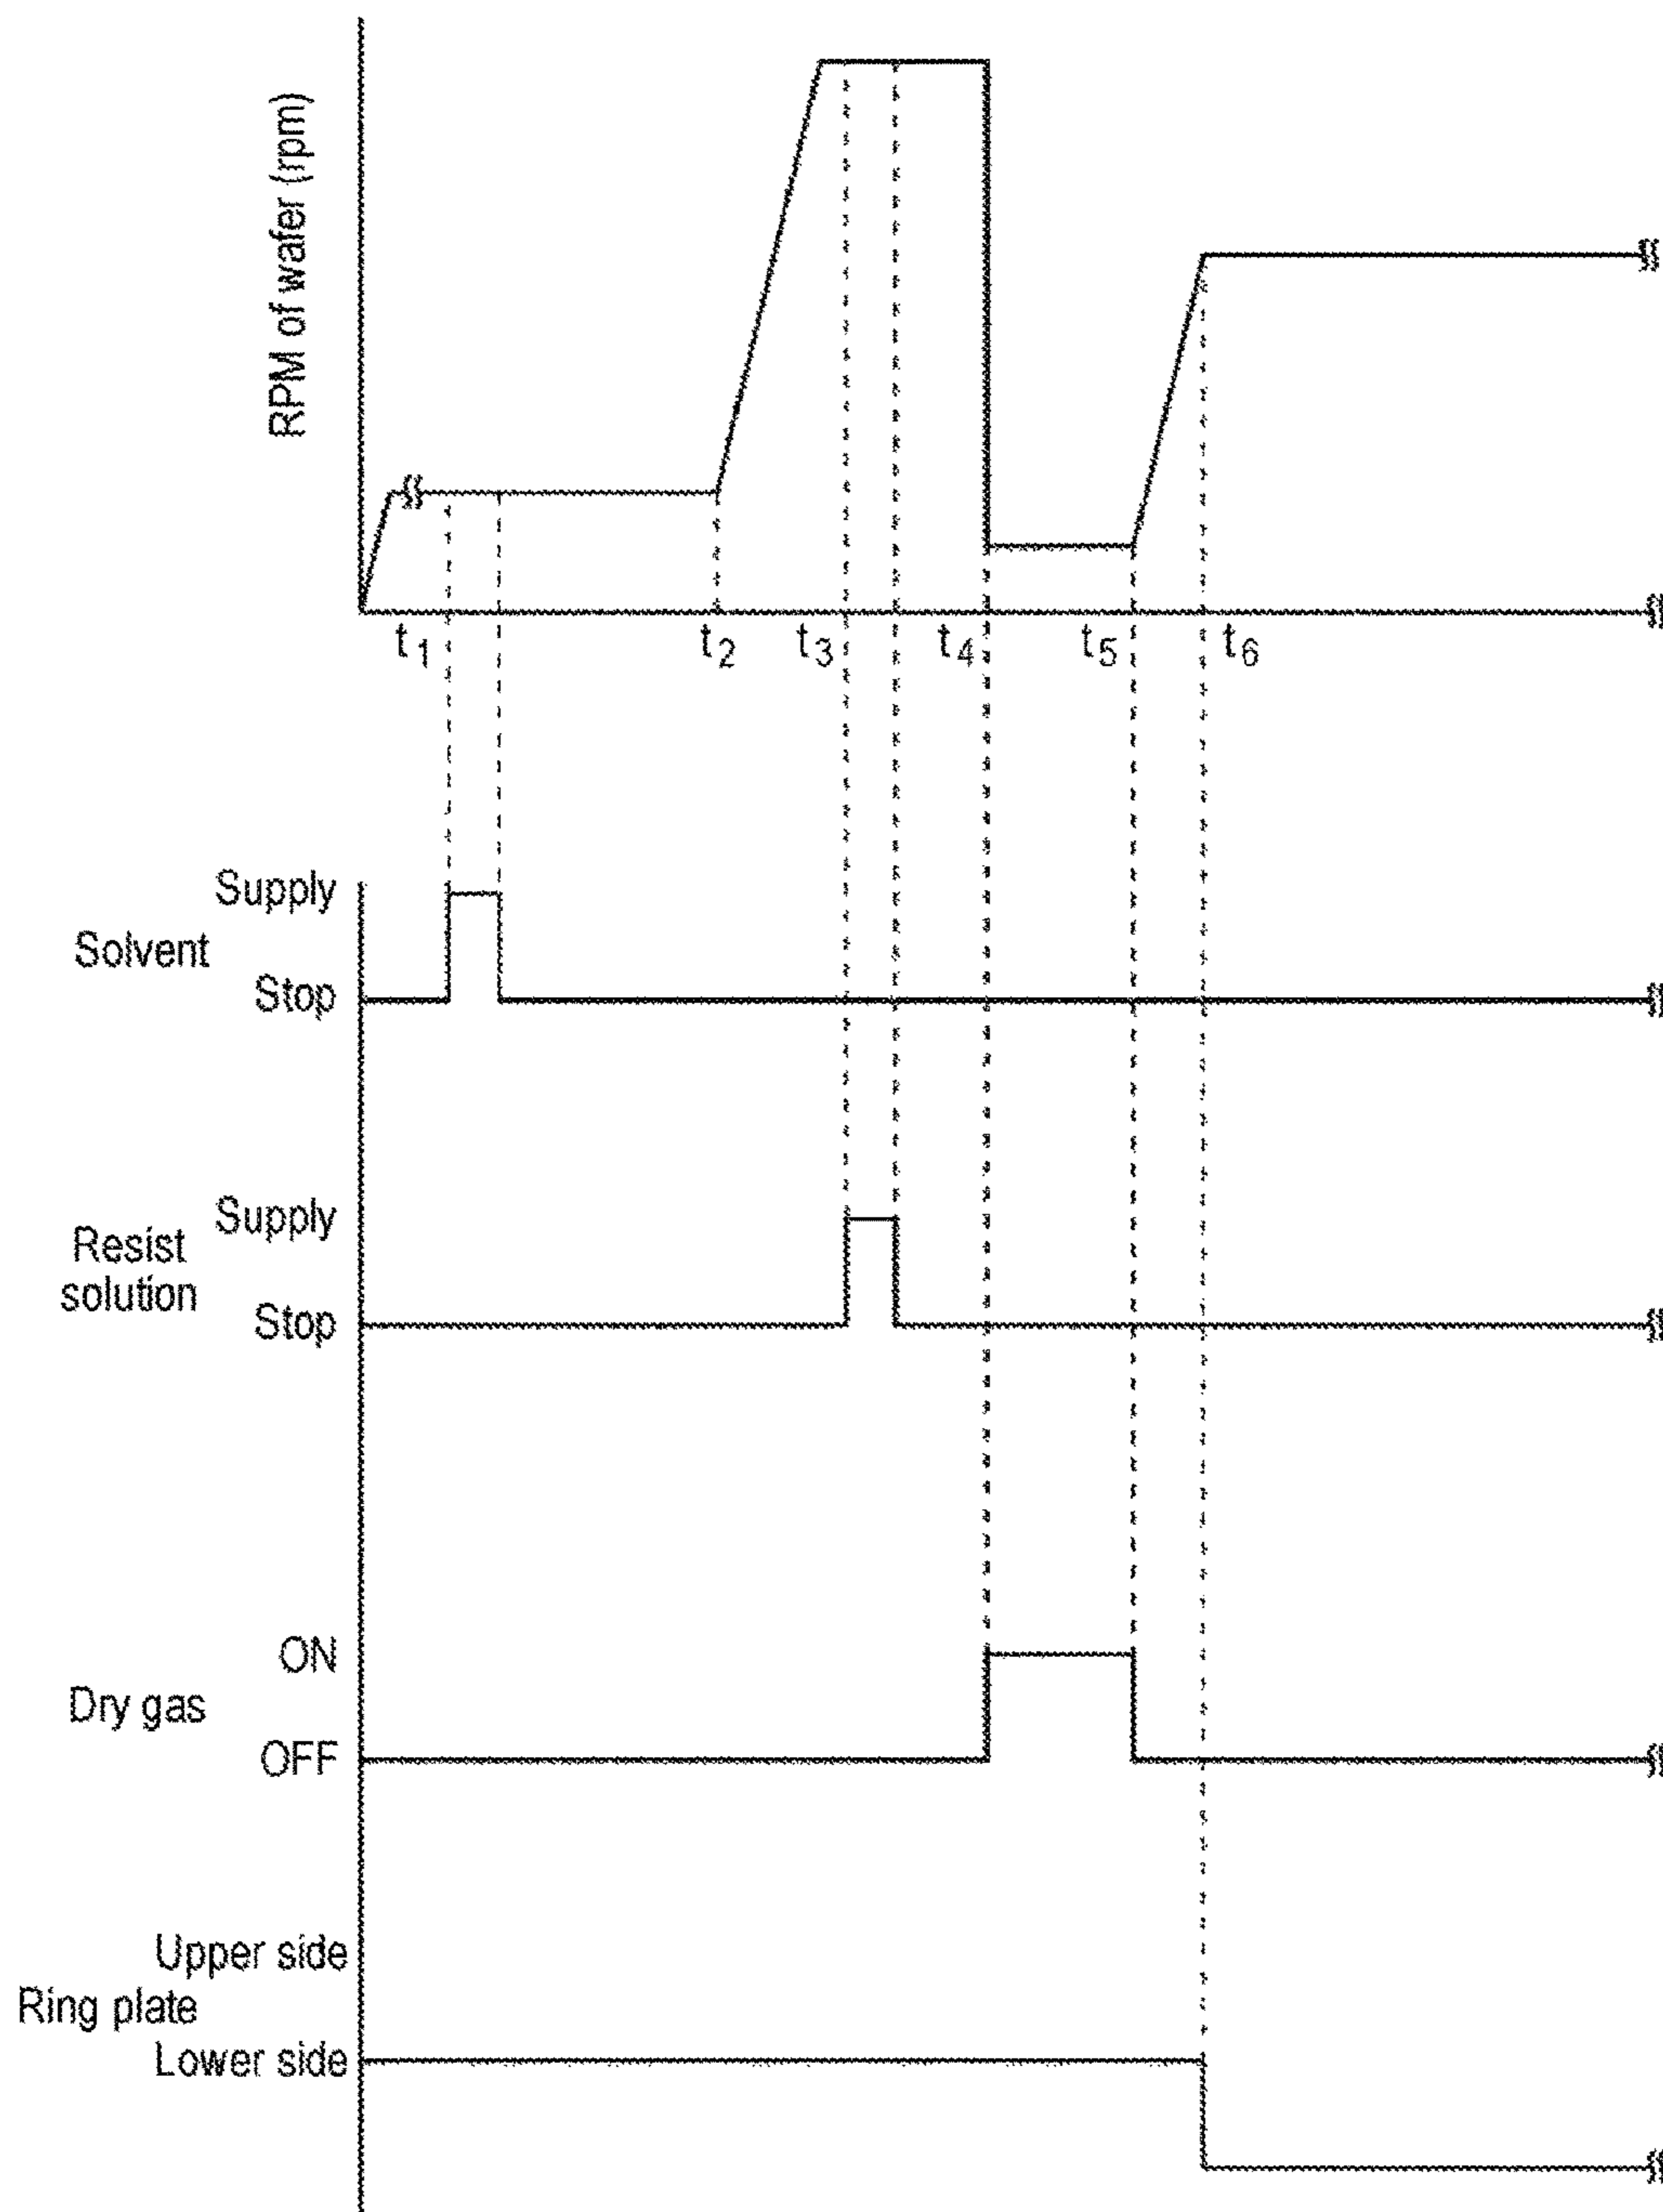 RPM of wafer (rpm)
t1 t2 t3 t4 t5 t6
Supply
Solvent
Stop
Supply
Resist
solution
Stop
ON
Dry gas
OFF
Upper side
Ring plate
Lower side